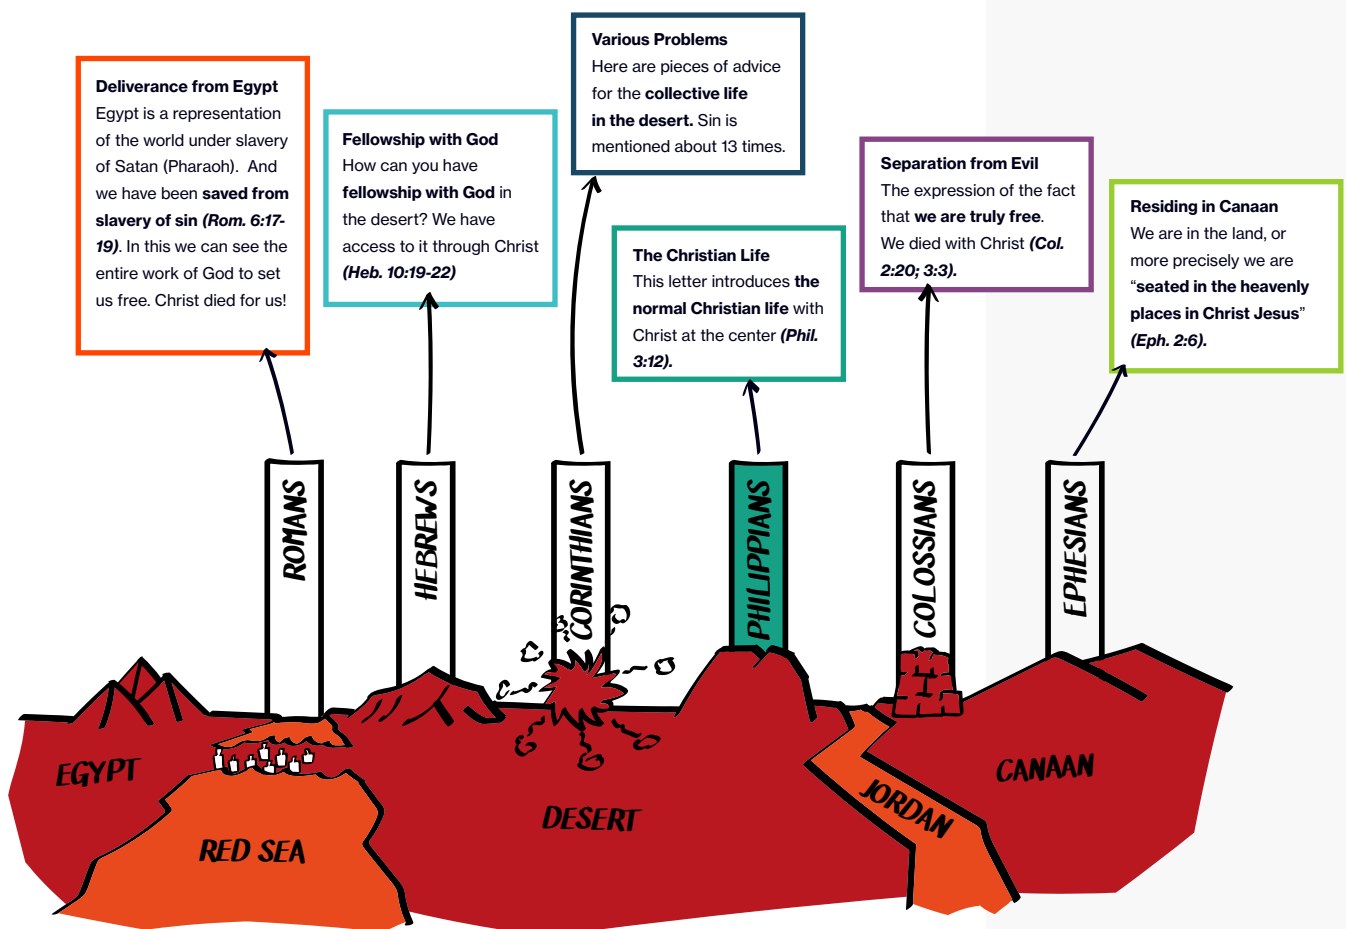 Deliverance from Egypt
Egypt is a representation
of the world under slavery
of Satan (Pharaoh). And
we have been saved from
slavery of sin (Rom. 6:17-
19). In this we can see the
entire work of God to set
us free. Christ died for us!
Fellowship with God
How can you have
fellowship with God in
the desert? We have
access to it through Christ
(Heb. 10:19-22)
Various Problems
Here are pieces of advice
for the collective life
in the desert. Sin is
mentioned about 13 times.
The Christian Life
This letter introduces the
normal Christian life with
Christ at the center (Phil.
3:12).
Separation from Evil
The expression of the fact
that we are truly free.
We died with Christ (Col.
2:20; 3:3).
Residing in Canaan
We are in the land, or
more precisely we are
“seated in the heavenly
places in Christ Jesus”
(Eph. 2:6).
ROMANS
HEBREWS
CORINTHIANS
PHILIPPIANS
COLOSSIANS
EPHESIANS
EGYPT
RED SEA
DESERT
JORDAN
CANAAN